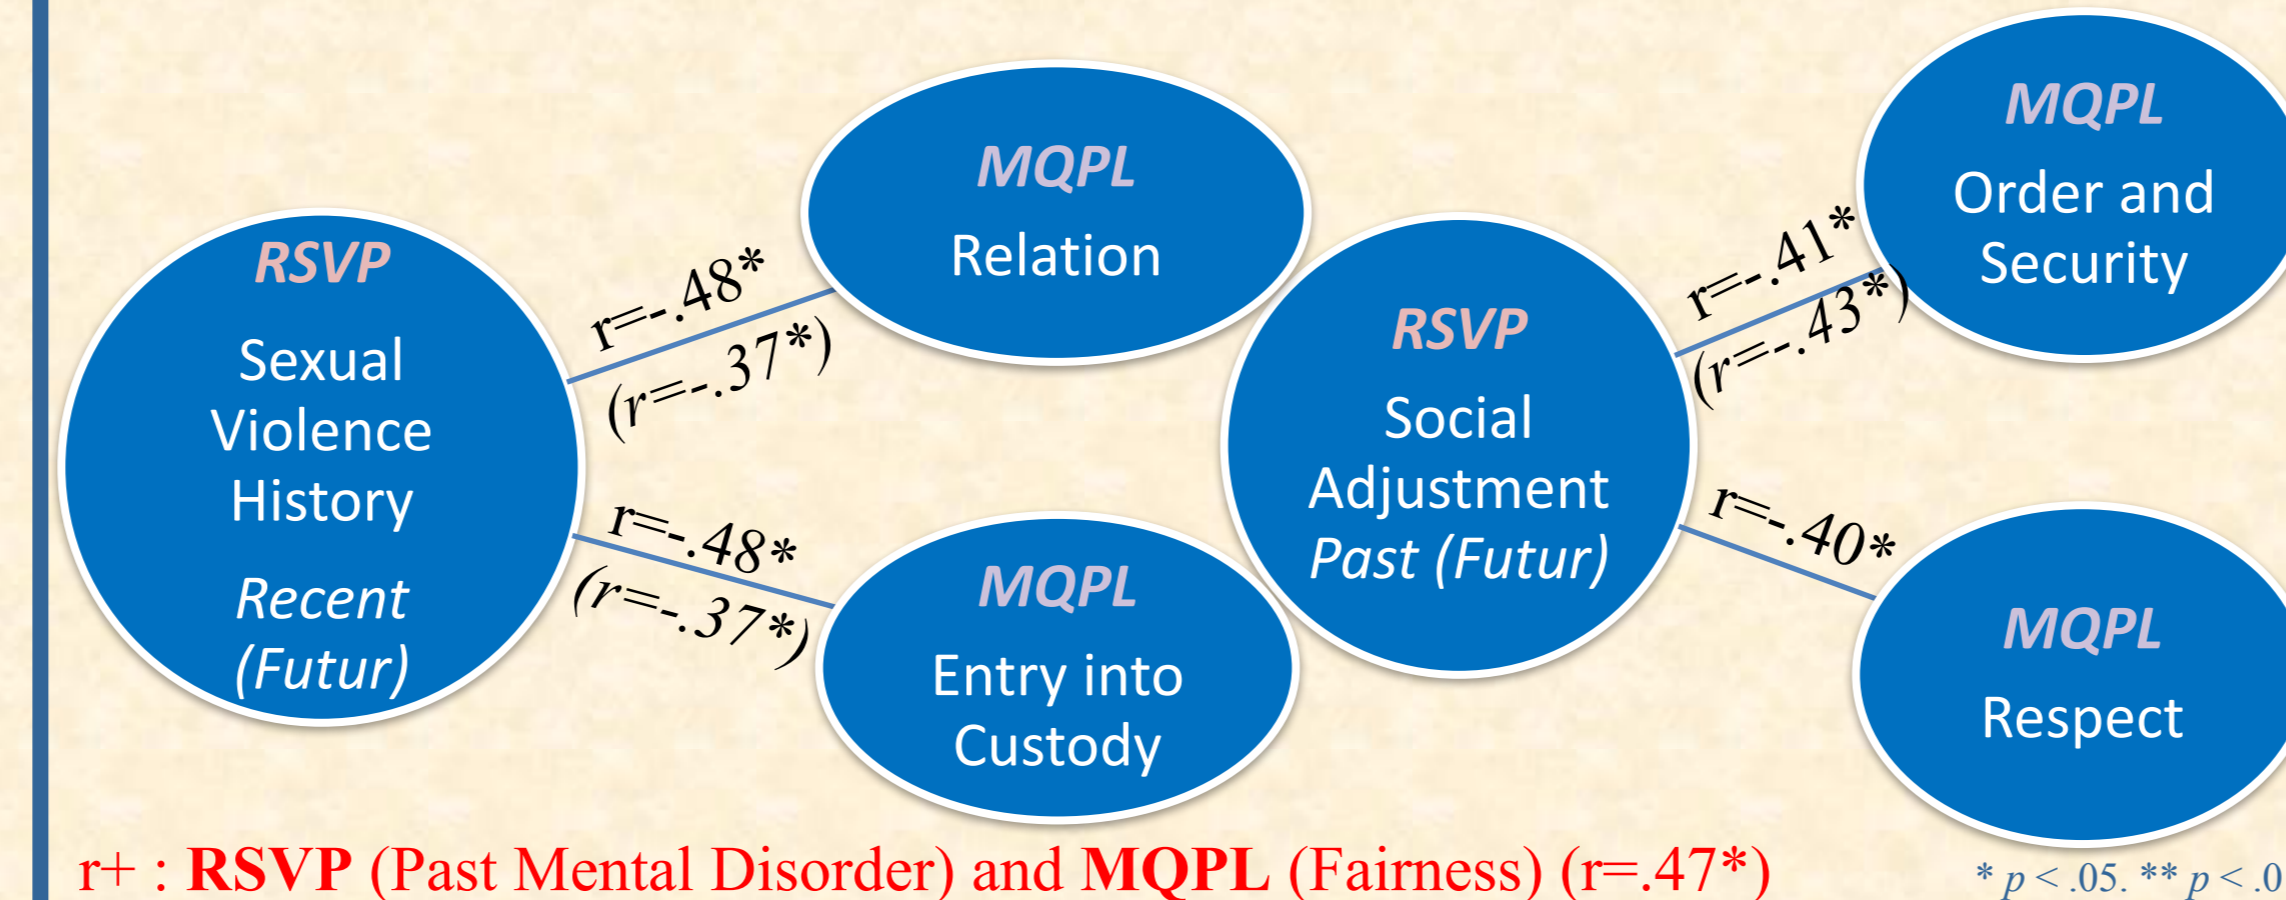 RSVP
Sexual
Violence
History
Recent
(Futur)
r=-.48*
(r=-.37*)
MQPL
Relation
r=-.48*
(r=-.37*)
MQPL
Entry into
Custody
RSVP
Social
Adjustment
Past (Futur)
r=-.41*
(r=-.43*)
MQPL
Order and
Security
r=-.40*
MQPL
Respect
r+ : RSVP (Past Mental Disorder) and MQPL (Fairness) (r=.47*)
* p < .05. ** p < .0